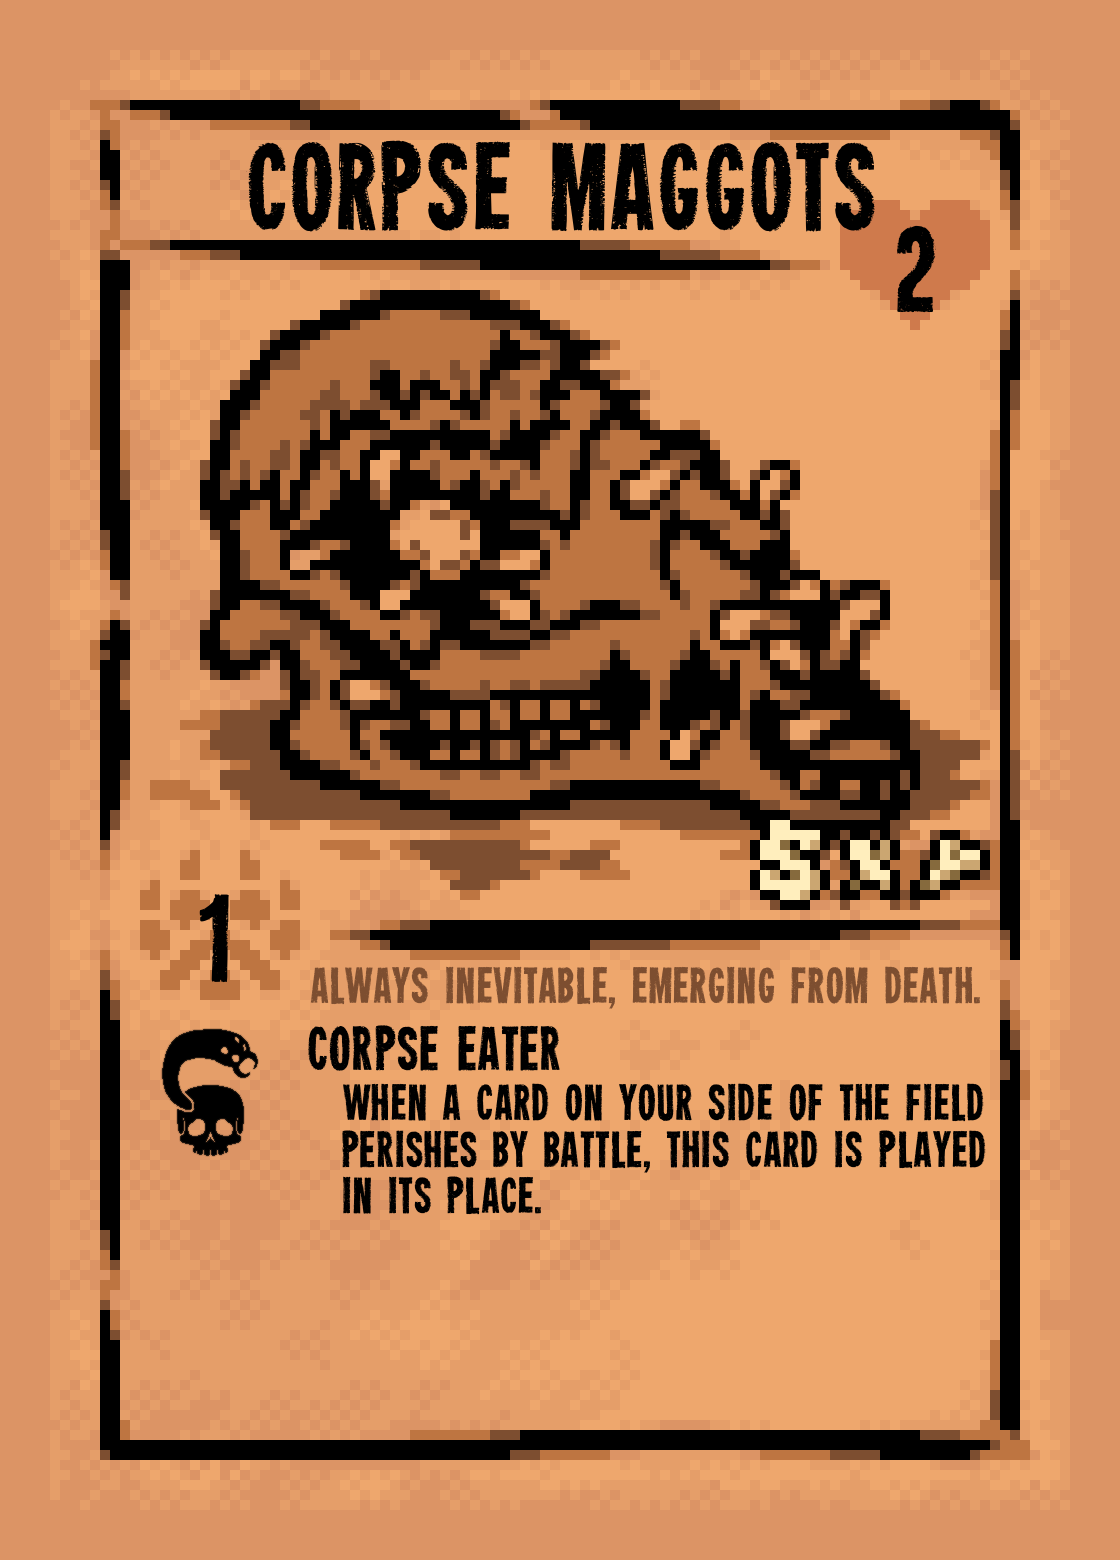 CORPSE MAGGOTS
2
1
ALWAYS INEVITABLE, EMERGING FROM DEATH.
CORPSE EATER
WHEN A CARD ON YOUR SIDE OF THE FIELD
PERISHES BY BATTLE, THIS CARD IS PLAYED
IN ITS PLACE.